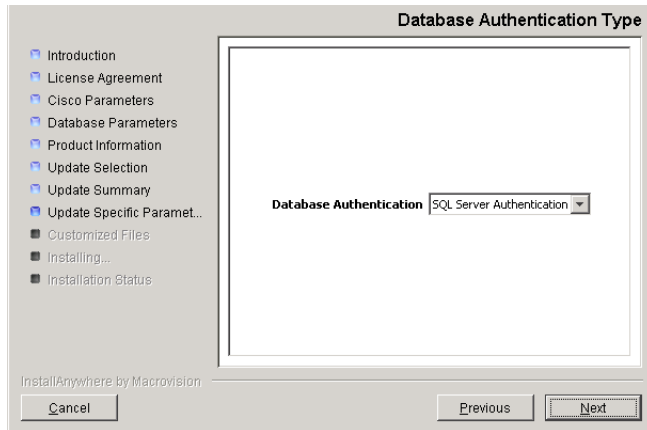 Database Authentication Type
Introduction
License Agreement
Cisco Parameters
Database Parameters
Product Information
Update Selection
Update Summary
Update Specific Paramet...
Customized Files
Installing...
Installation Status
Database Authentication SQL Server Authentication
InstallAnywhere by Macrovision
Cancel Previous Next